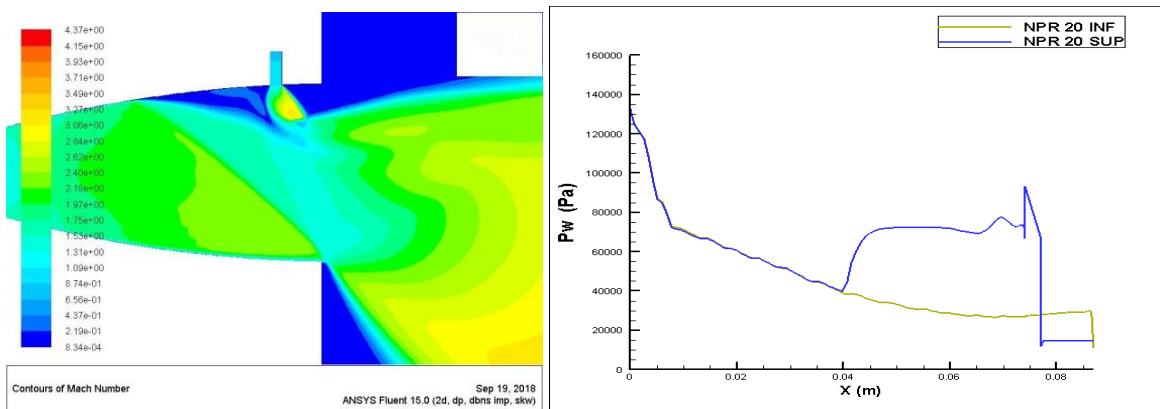 4.37e+00
4.15e+00
3.93e+00
3.71e+00
3.49e+00
3.27e+00
3.06e+00
2.84e+00
2.62e+00
2.40e+00
2.18e+00
1.97e+00
1.75e+00
1.53e+00
1.31e+00
1.09e+00
8.74e-01
6.56e-01
4.37e-01
2.19e-01
8.34e-04
Contours of Mach Number
Sep 19, 2018
ANSYS Fluent 15.0 (2d, dp, dbns imp, skw)
NPR 20 INF
NPR 20 SUP
160000
140000
120000
100000
80000
60000
40000
20000
0
Pw (Pa)
0
0.02
0.04
0.06
0.08
X (m)